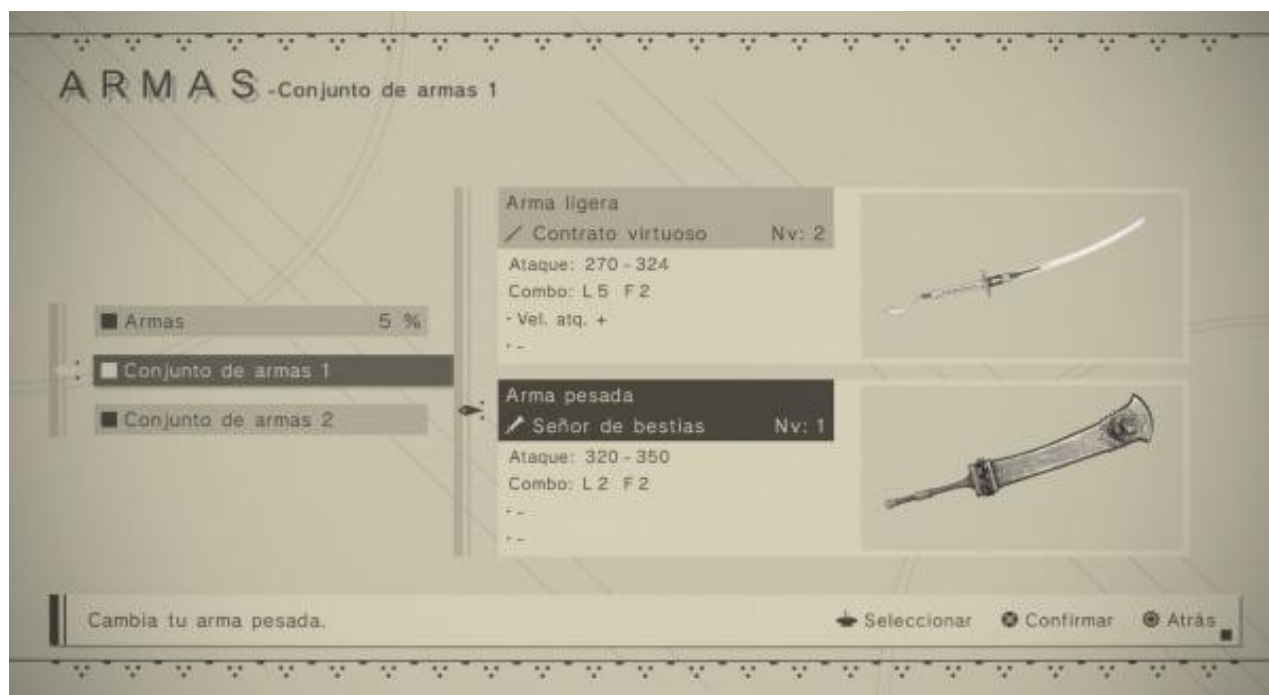 ARMAS -Conjunto de armas 1
Armas 5 %
Conjunto de armas 1
Conjunto de armas 2
Arma ligera
Contrato virtuoso Nv: 2
Ataque: 270 - 324
Combo: L 5 F 2
- Vel. atq. +
- -
Arma pesada
Señor de bestias Nv: 1
Ataque: 320 - 350
Combo: L 2 F 2
- -
- -
Cambia tu arma pesada.
Seleccionar Confirmar Atrás